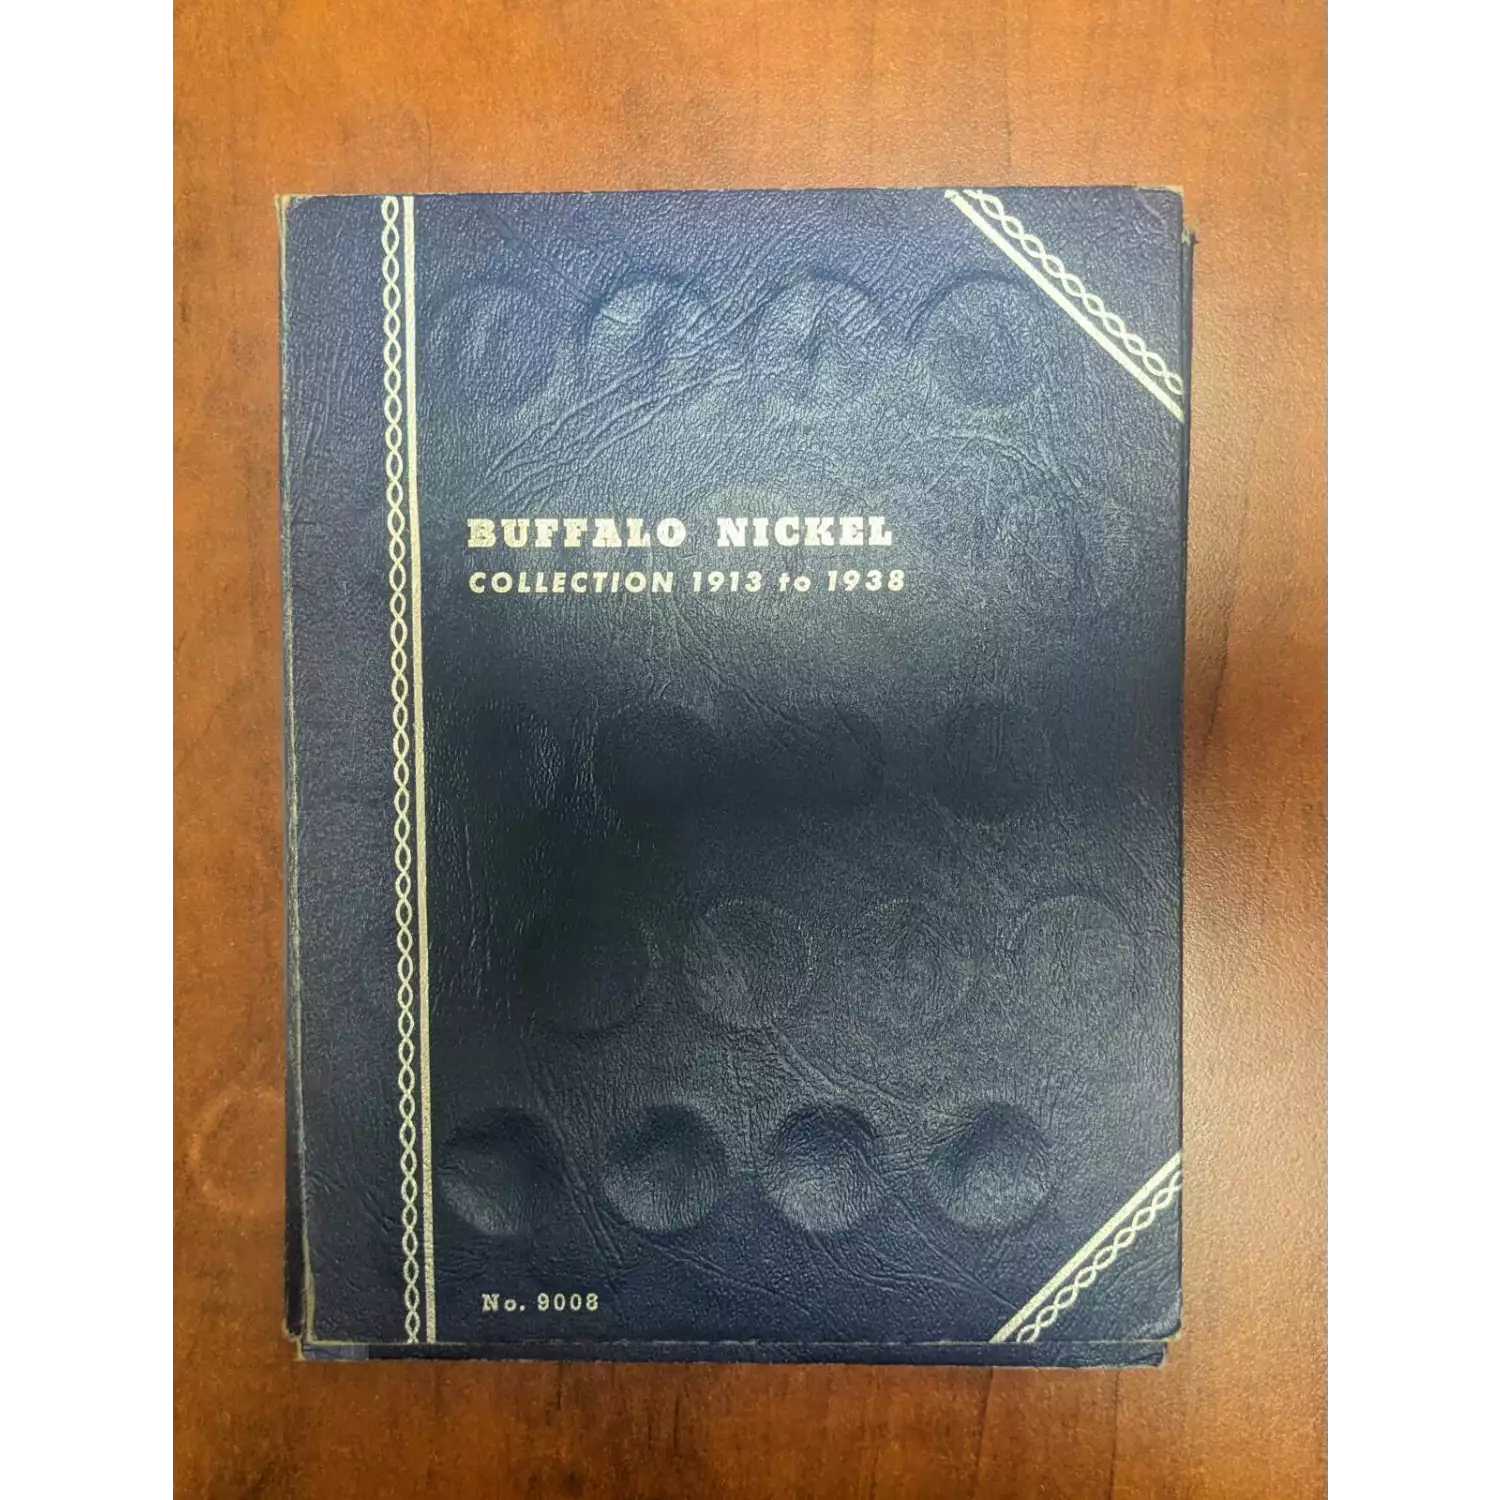 BUFFALO NICKEL
COLLECTION 1913 to 1938
No. 9008